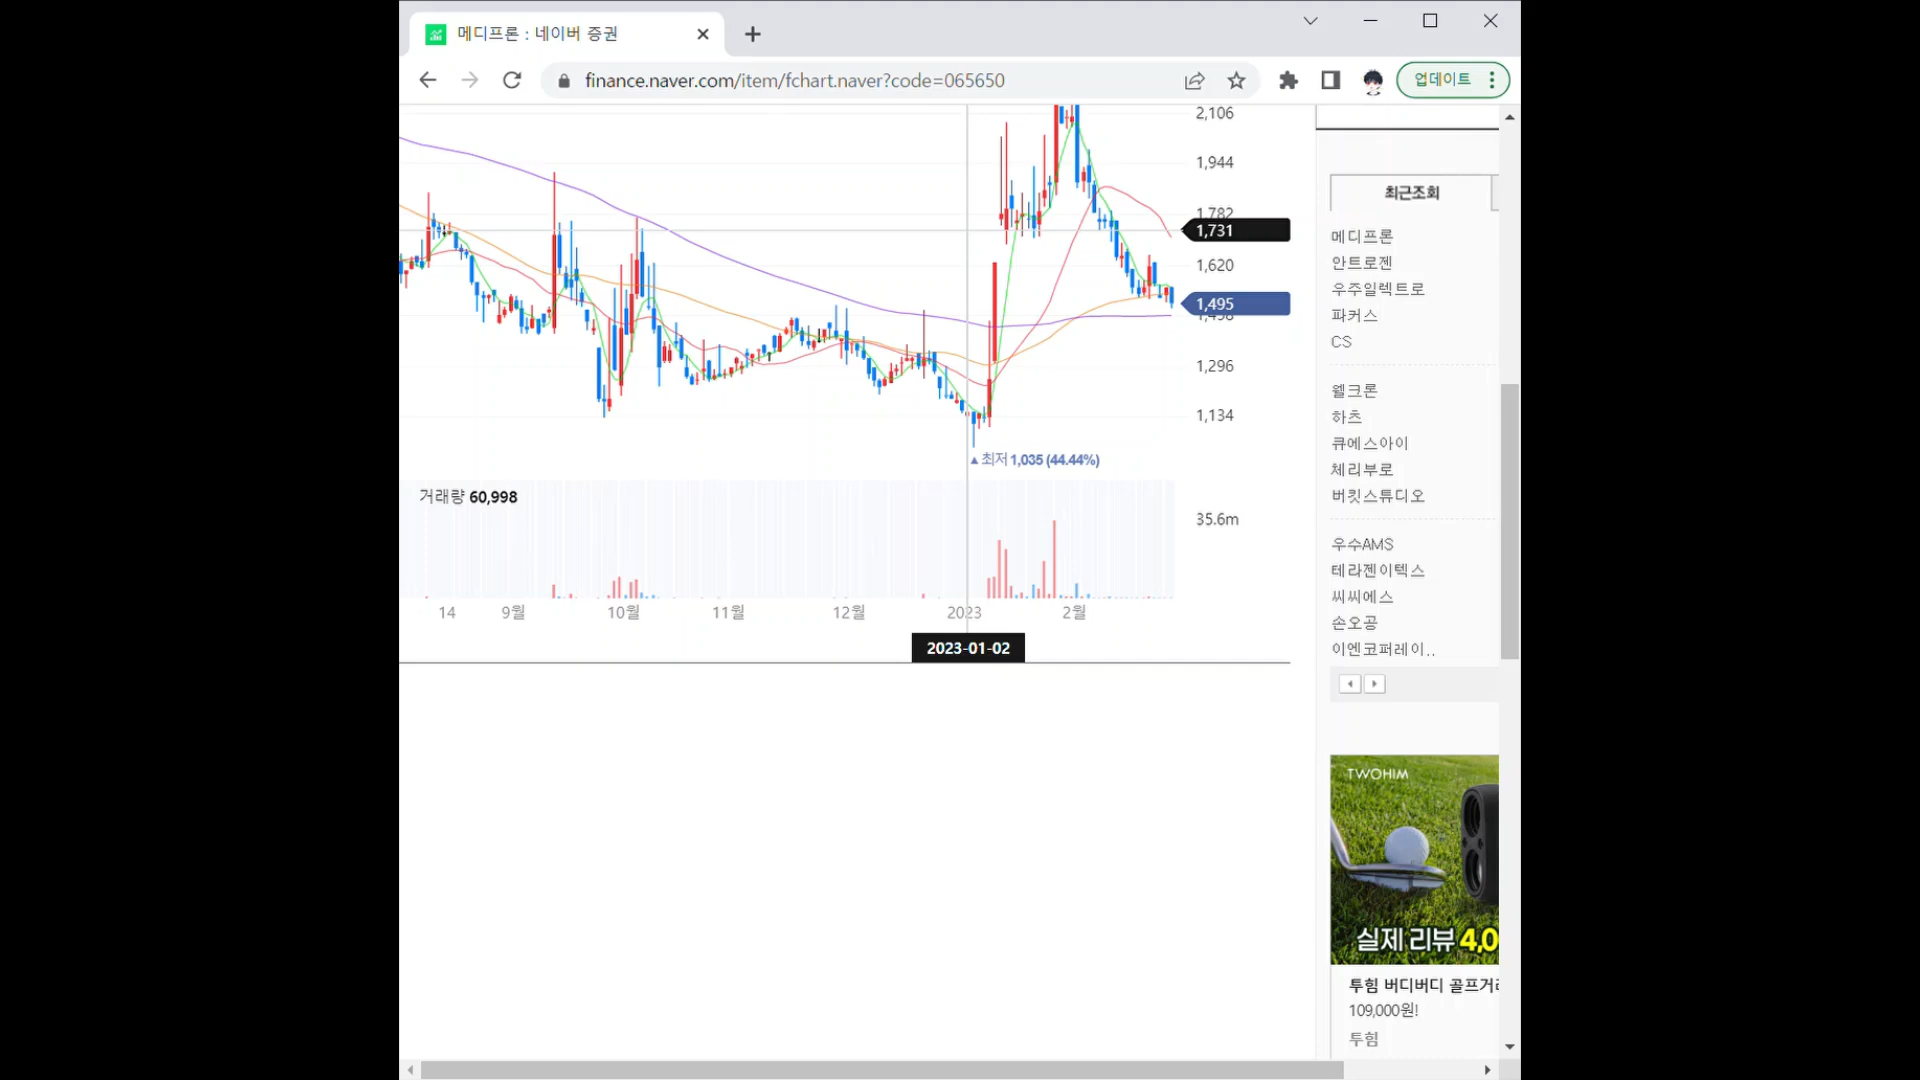 메디프론 : 네이버 증권
finance.naver.com/item/fchart.naver?code=065650
업데이트
2,106
1,944
1,782
1,731
1,620
1,495
1,458
1,296
1,134
▲최저 1,035 (44.44%)
거래량 60,998
35.6m
14 9월 10월 11월 12월 2023 2월
2023-01-02
최근조회
메디프론
안트로젠
우주일렉트로
파커스
CS
웰크론
하츠
큐에스아이
체리부로
버킷스튜디오
우수AMS
테라젠이텍스
씨씨에스
손오공
이엔코퍼레이..
TWOHIM
실제 리뷰 4,0
투힘 버디버디 골프거리
109,000원!
투힘